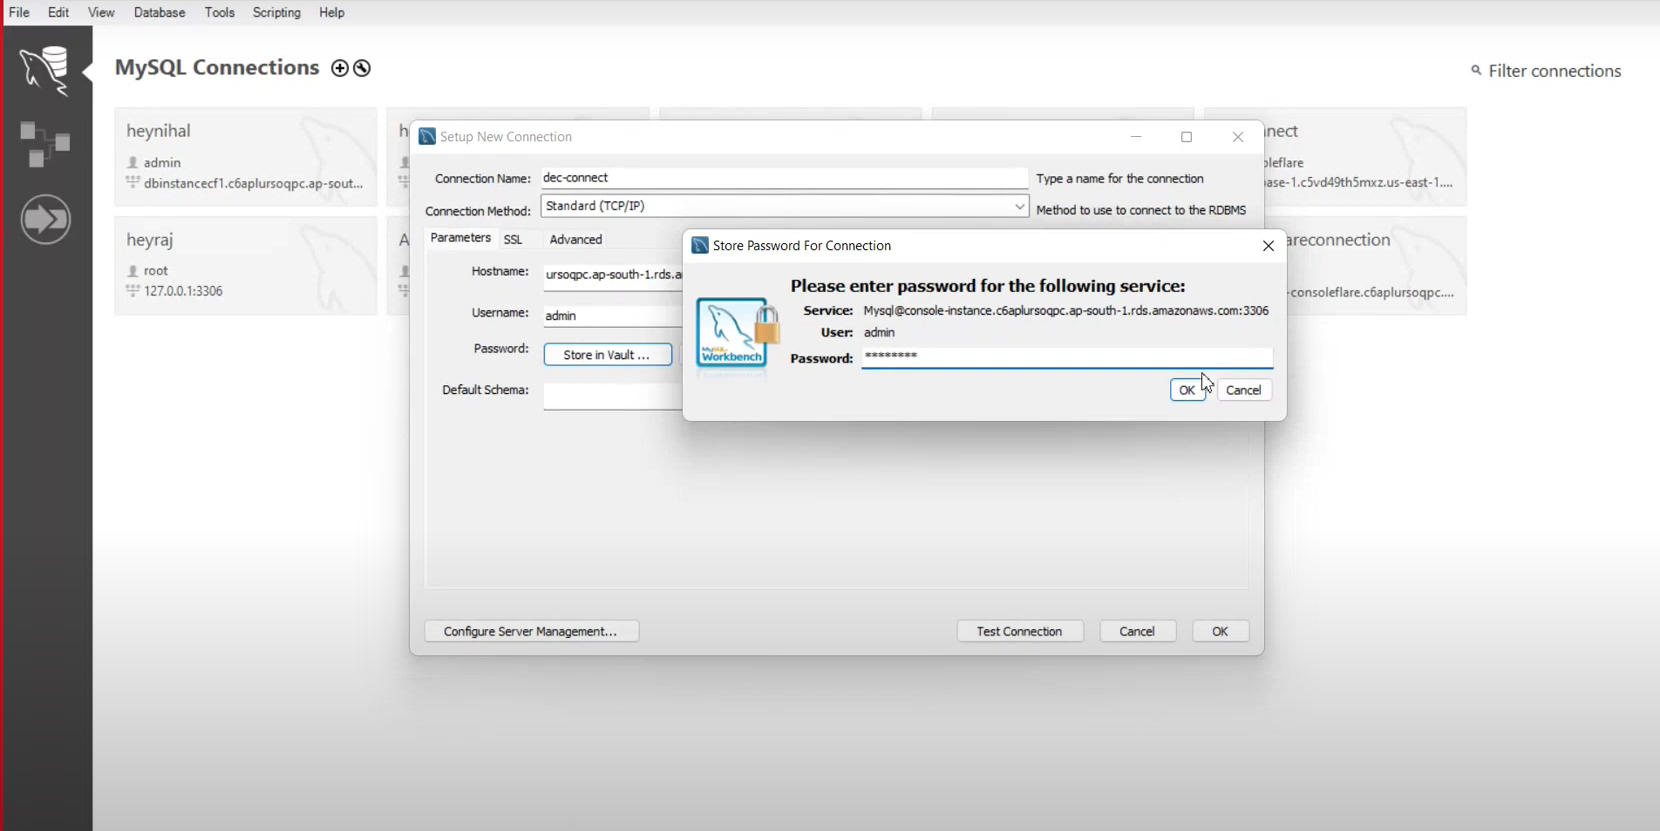 File Edit View Database Tools Scripting Help
MySQL Connections
Filter connections
heynihal
admin
dbinstancecf1.c6aplursoqpc.ap-sout...
heyraj
root
127.0.0.1:3306
h
A
nnect
oleflare
ase-1.c5vd49th5mxz.us-east-1....
areconnection
-consoleflare.c6aplursoqpc....
Setup New Connection
Connection Name: dec-connect Type a name for the connection
Connection Method: Standard (TCP/IP) Method to use to connect to the RDBMS
Parameters SSL Advanced
Hostname: ursoqpc.ap-south-1.rds.a
Username: admin
Password: Store in Vault ...
Default Schema:
Configure Server Management... Test Connection Cancel OK
Store Password For Connection
Please enter password for the following service:
Service: Mysql@console-instance.c6aplursoqpc.ap-south-1.rds.amazonaws.com:3306
User: admin
Password: ********
MySQL
Workbench
OK Cancel